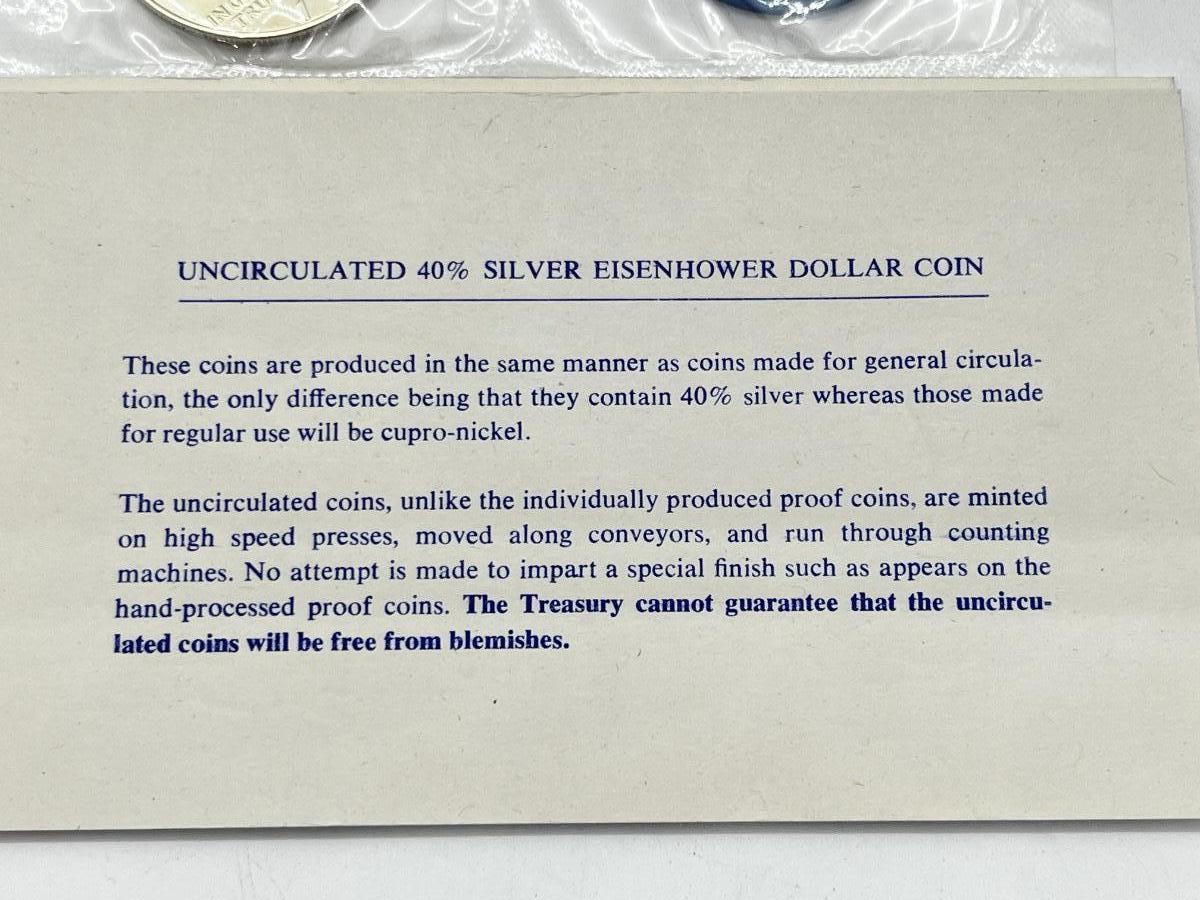 IN G
TRU
7
UNCIRCULATED 40% SILVER EISENHOWER DOLLAR COIN
These coins are produced in the same manner as coins made for general circula-
tion, the only difference being that they contain 40% silver whereas those made
for regular use will be cupro-nickel.
The uncirculated coins, unlike the individually produced proof coins, are minted
on high speed presses, moved along conveyors, and run through counting
machines. No attempt is made to impart a special finish such as appears on the
hand-processed proof coins. The Treasury cannot guarantee that the uncircu-
lated coins will be free from blemishes.